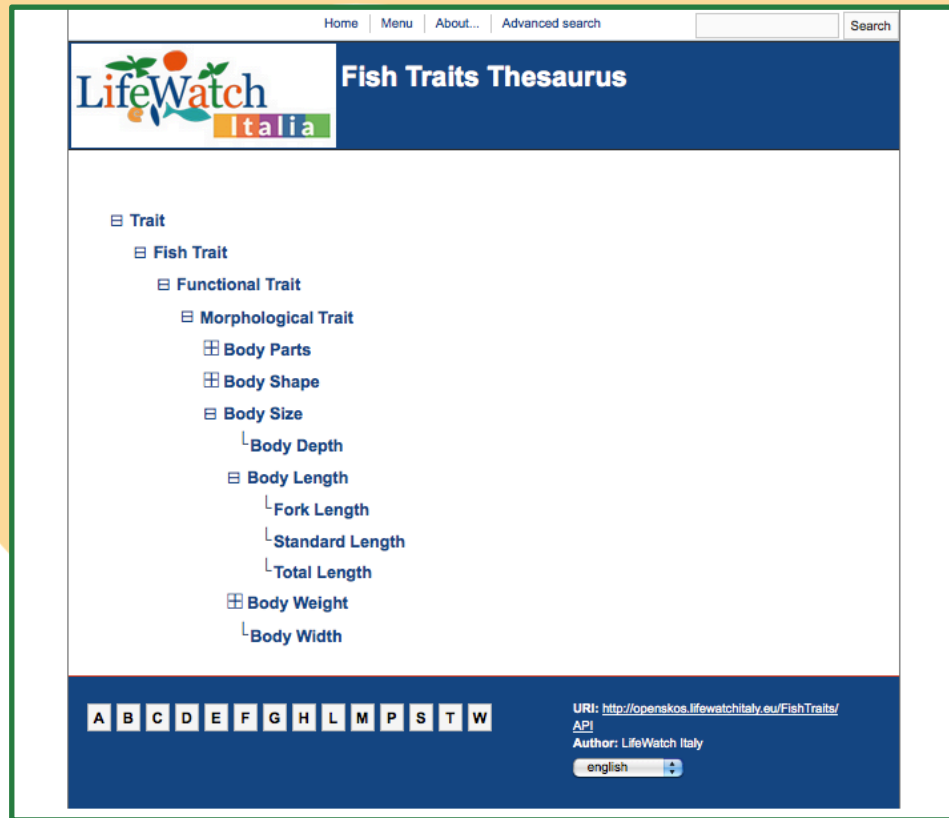 Home Menu About... Advanced search Search
LifeWatch
Italia
Fish Traits Thesaurus
Trait
Fish Trait
Functional Trait
Morphological Trait
Body Parts
Body Shape
Body Size
Body Depth
Body Length
Fork Length
Standard Length
Total Length
Body Weight
Body Width
A B C D E F G H L M P S T W
URI: http://openskos.lifewatchitaly.eu/FishTraits/
API
Author: LifeWatch Italy
english